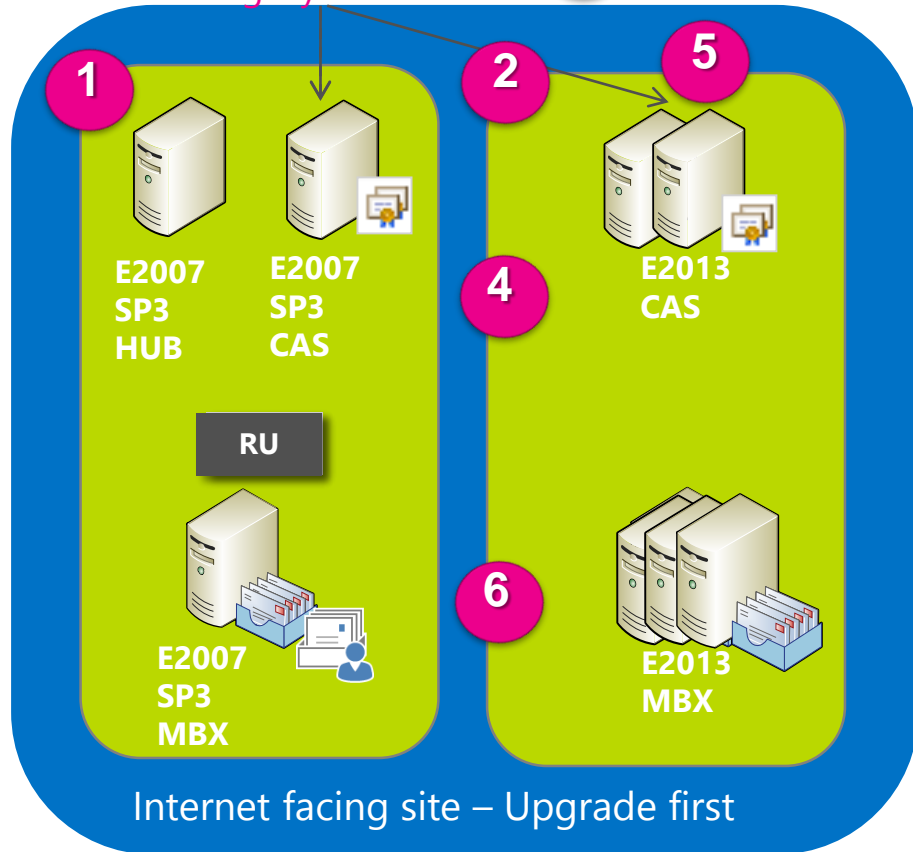 1
2
5
E2007
SP3
HUB
E2007
SP3
CAS
4
E2013
CAS
RU
6
E2007
SP3
MBX
E2013
MBX
Internet facing site – Upgrade first